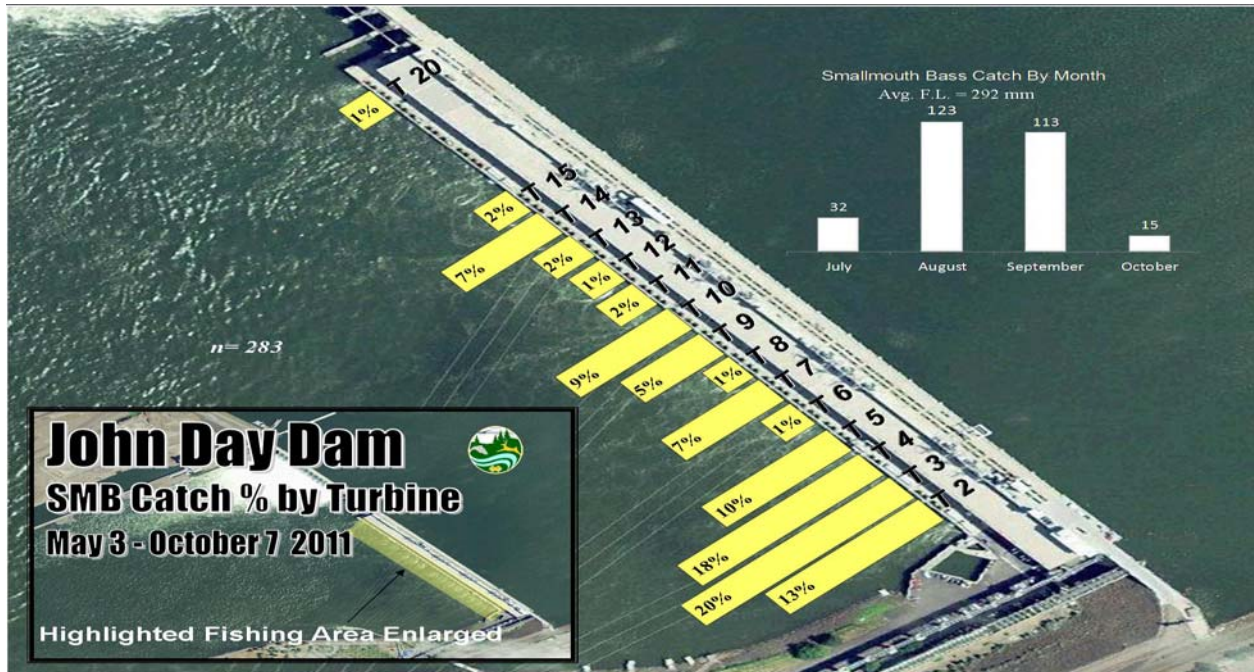 Smallmouth Bass Catch By Month
Avg. F.L. = 292 mm
123
113
32
15
July
August
September
October
T 20
1%
T 15
2%
T 14
7%
T 13
2%
T 12
1%
T 11
2%
T 10
9%
T 9
5%
T 8
1%
T 7
7%
T 6
1%
T 5
10%
T 4
18%
T 3
20%
T 2
13%
n= 283
John Day Dam
SMB Catch % by Turbine
May 3 - October 7 2011
Highlighted Fishing Area Enlarged